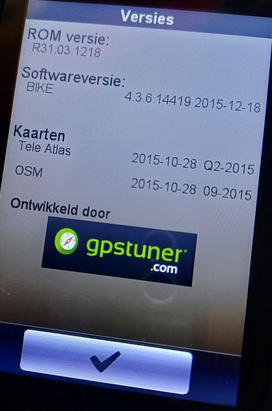 Versies
ROM versie:
R31.03.1218
Softwareversie:
BIKE
4.3.6.14419 2015-12-18
Kaarten
Tele Atlas
2015-10-28 Q2-2015
OSM
2015-10-28 09-2015
Ontwikkeld door
gpstuner
.com